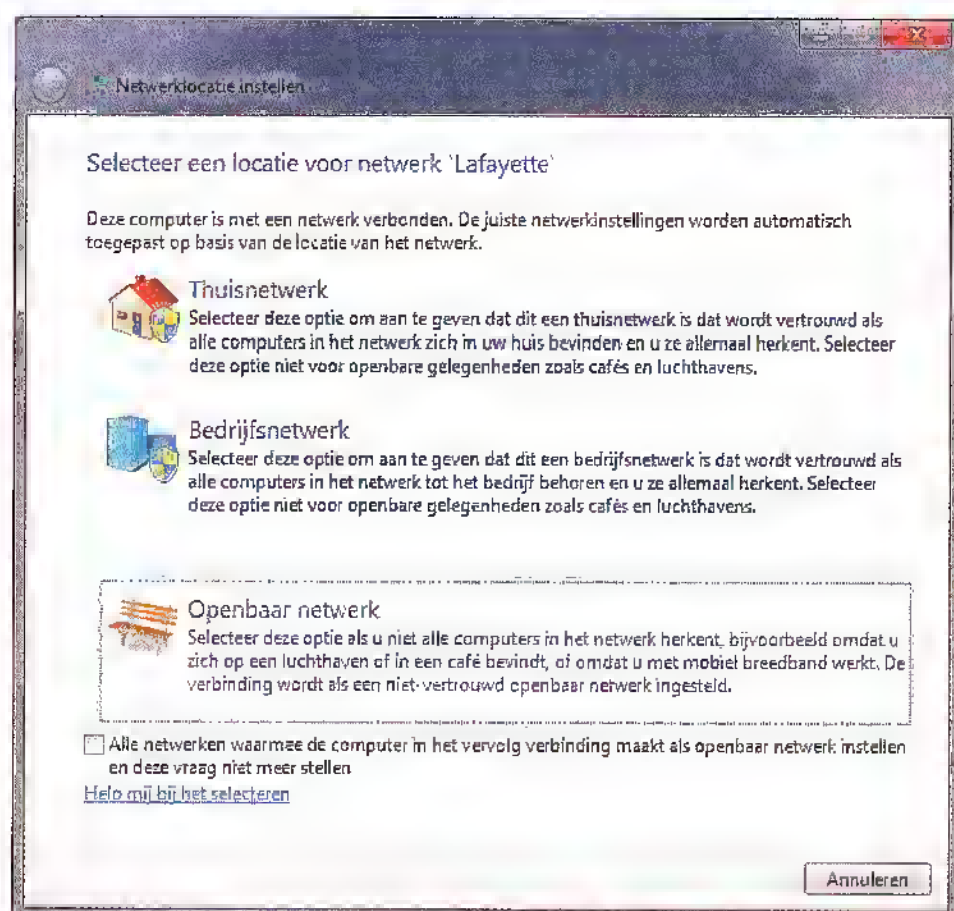 Netwerklocatie instellen
Selecteer een locatie voor netwerk 'Lafayette'
Deze computer is met een netwerk verbonden. De juiste netwerkinstellingen worden automatisch
toegepast op basis van de locatie van het netwerk.
Thuisnetwerk
Selecteer deze optie om aan te geven dat dit een thuisnetwerk is dat wordt vertrouwd als
alle computers in het netwerk zich in uw huis bevinden en u ze allemaal herkent. Selecteer
deze optie niet voor openbare gelegenheden zoals cafés en luchthavens.
Bedrijfsnetwerk
Selecteer deze optie om aan te geven dat dit een bedrijfsnetwerk is dat wordt vertrouwd als
alle computers in het netwerk tot het bedrijf behoren en u ze allemaal herkent. Selecteer
deze optie niet voor openbare gelegenheden zoals cafés en luchthavens.
Openbaar netwerk
Selecteer deze optie als u niet alle computers in het netwerk herkent, bijvoorbeeld omdat u
zich op een luchthaven of in een café bevindt, of omdat u met mobiel breedband werkt. De
verbinding wordt als een niet-vertrouwd openbaar netwerk ingesteld.
Alle netwerken waarmee de computer in het vervolg verbinding maakt als openbaar netwerk instellen
en deze vraag niet meer stellen
Help mij bij het selecteren
Annuleren